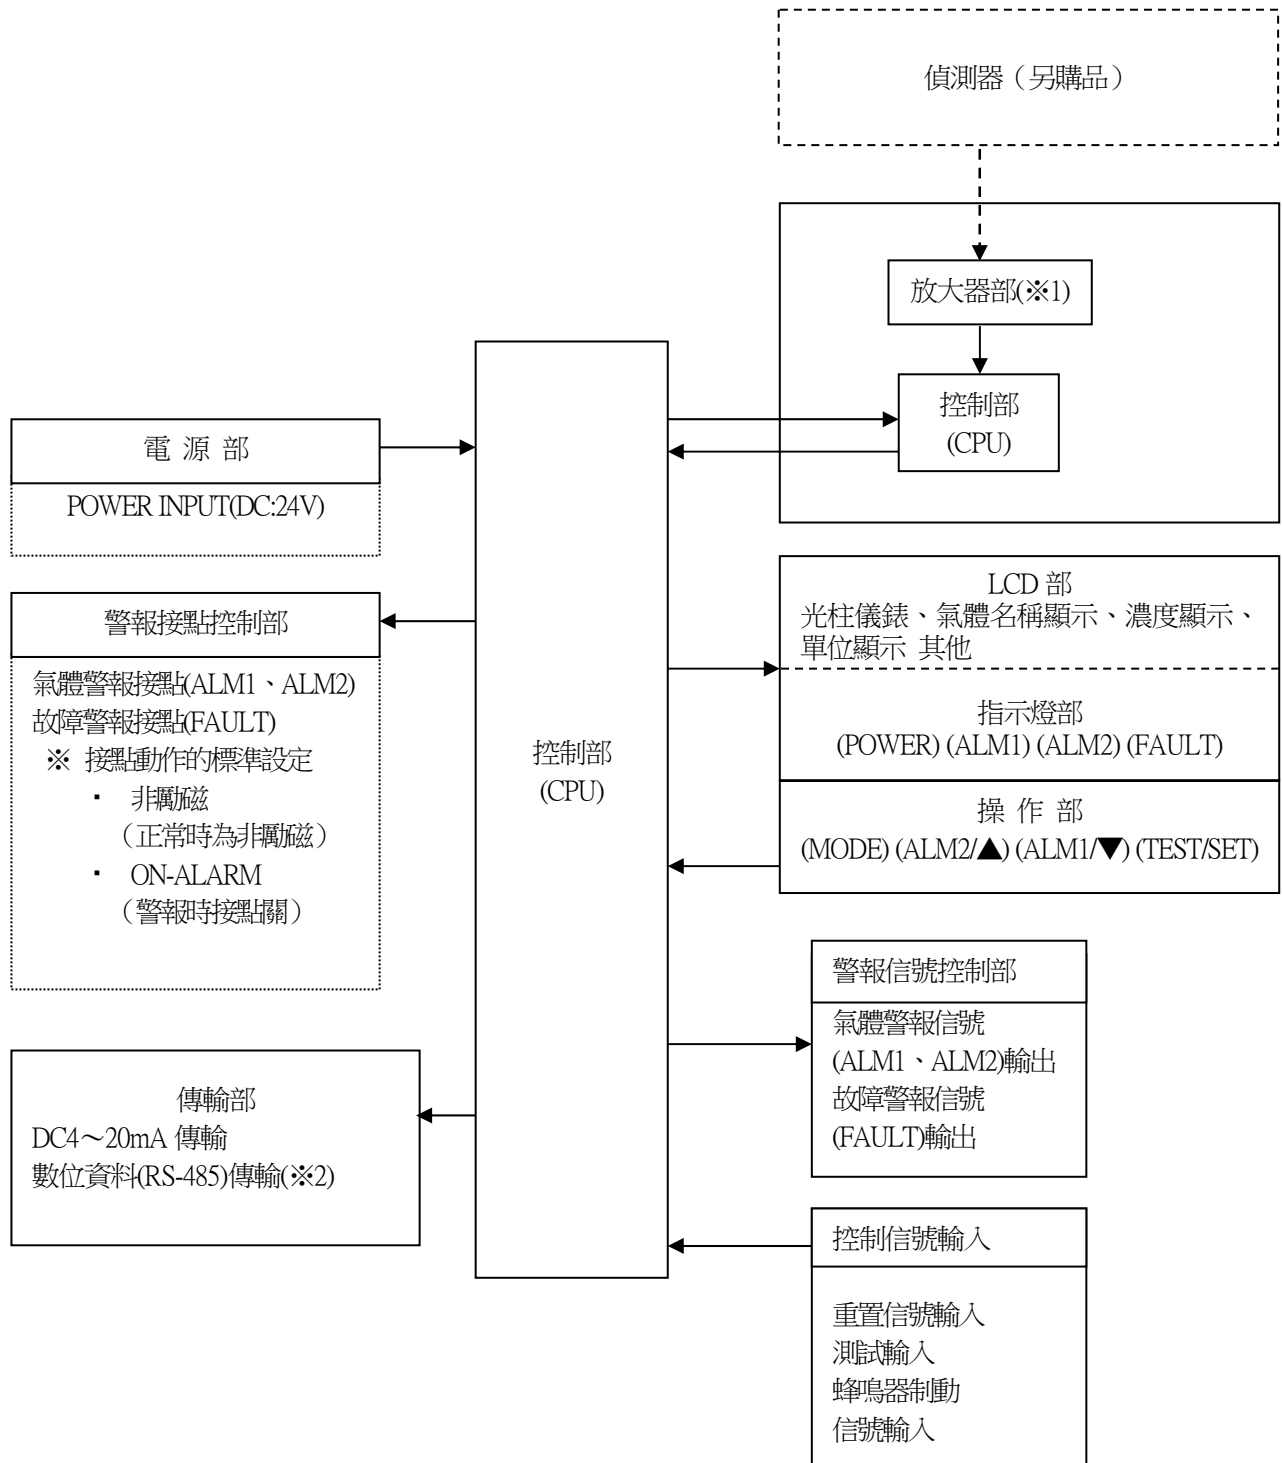 偵測器（另購品）
放大器部(※1)
控制部
(CPU)
電 源 部
POWER INPUT(DC:24V)
警報接點控制部
氣體警報接點(ALM1、ALM2)
故障警報接點(FAULT)
※ 接點動作的標準設定
・ 非勵磁
（正常時為非勵磁）
・ ON-ALARM
（警報時接點關）
傳輸部
DC4～20mA 傳輸
數位資料(RS-485)傳輸(※2)
控制部
(CPU)
LCD 部
光柱儀錶、氣體名稱顯示、濃度顯示、
單位顯示 其他
指示燈部
(POWER) (ALM1) (ALM2) (FAULT)
操 作 部
(MODE) (ALM2/▲) (ALM1/▼) (TEST/SET)
警報信號控制部
氣體警報信號
(ALM1、ALM2)輸出
故障警報信號
(FAULT)輸出
控制信號輸入
重置信號輸入
測試輸入
蜂鳴器制動
信號輸入